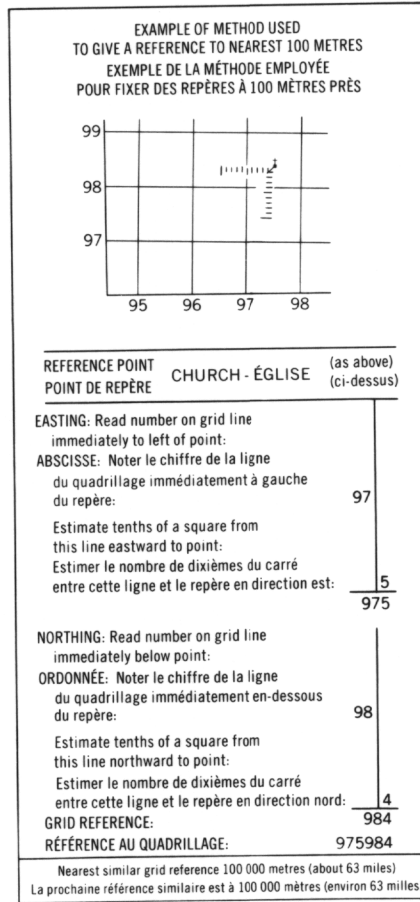 EXAMPLE OF METHOD USED
TO GIVE A REFERENCE TO NEAREST 100 METRES
EXEMPLE DE LA MÉTHODE EMPLOYÉE
POUR FIXER DES REPÈRES À 100 MÈTRES PRÈS
99
98
97
95 96 97 98
REFERENCE POINT
POINT DE REPÈRE
CHURCH - ÉGLISE
(as above)
(ci-dessus)
EASTING: Read number on grid line
immediately to left of point:
ABSCISSE: Noter le chiffre de la ligne
du quadrillage immédiatement à gauche
du repère: 97
Estimate tenths of a square from
this line eastward to point:
Estimer le nombre de dixièmes du carré
entre cette ligne et le repère en direction est: 5
975
NORTHING: Read number on grid line
immediately below point:
ORDONNÉE: Noter le chiffre de la ligne
du quadrillage immédiatement en-dessous
du repère: 98
Estimate tenths of a square from
this line northward to point:
Estimer le nombre de dixièmes du carré
entre cette ligne et le repère en direction nord: 4
GRID REFERENCE: 984
RÉFÉRENCE AU QUADRILLAGE: 975984
Nearest similar grid reference 100 000 metres (about 63 miles)
La prochaine référence similaire est à 100 000 mètres (environ 63 milles